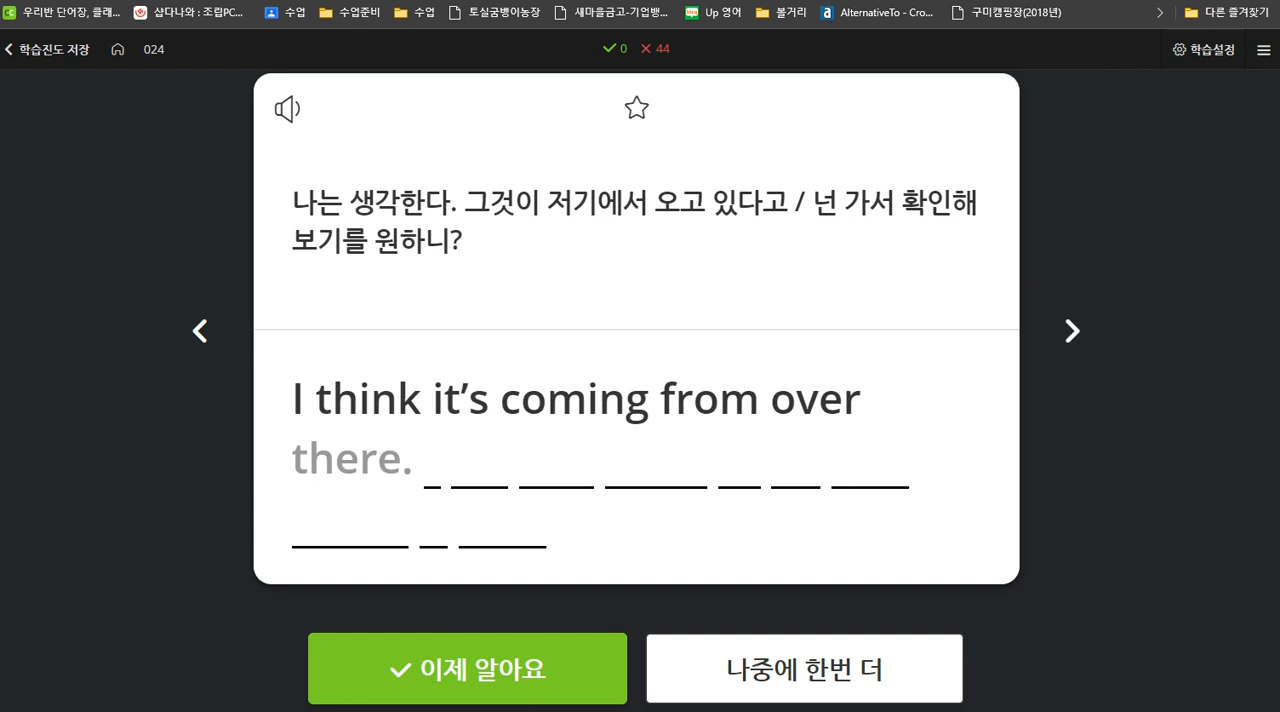 우리반 단어장, 클래... 샵다나와 : 조립PC... 수업 수업준비 수업 토실굼벵이농장 새마을금고-기업뱅... Up 영어 볼거리 AlternativeTo - Cro... 구미캠핑장(2018년) 다른 즐겨찾기
학습진도 저장 024 0 44 학습설정
나는 생각한다. 그것이 저기에서 오고 있다고 / 넌 가서 확인해
보기를 원하니?
I think it’s coming from over
there.
이제 알아요 나중에 한번 더